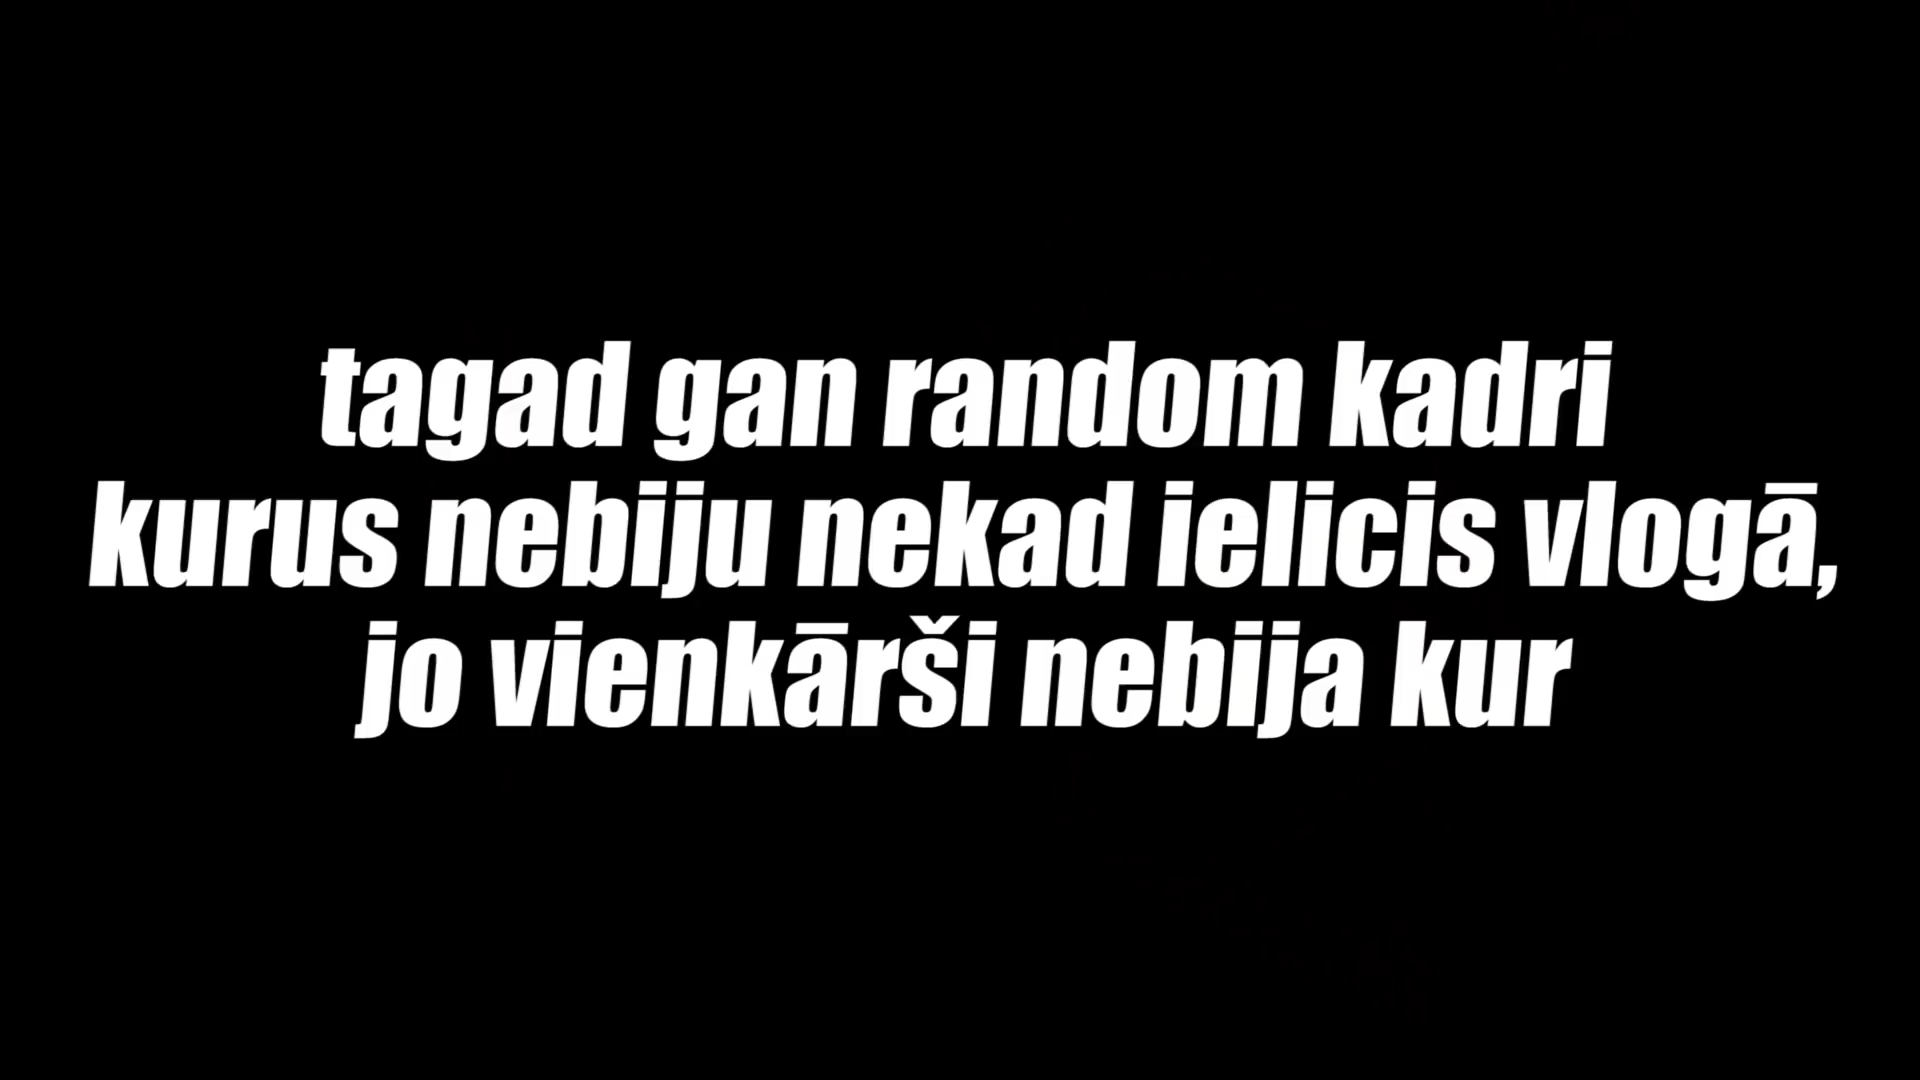 tagad gan random kadri
kurus nebiju nekad ielicis vlogā,
jo vienkārši nebija kur